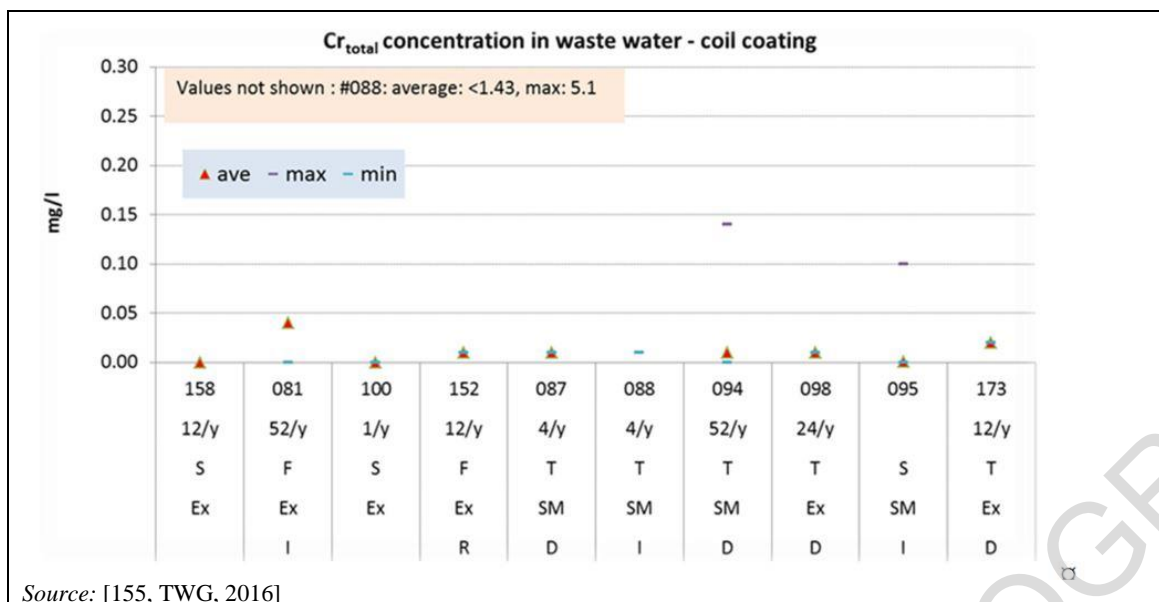 Cr_total concentration in waste water - coil coating
0.30
Values not shown : #088: average: <1.43, max: 5.1
0.25
0.20
ave max min
mg/l
0.15
0.10
0.05
0.00
158 081 100 152 087 088 094 098 095 173
12/y 52/y 1/y 12/y 4/y 4/y 52/y 24/y 12/y
S F S F T T T T S T
Ex Ex Ex Ex SM SM SM Ex SM Ex
I R D I D D I D
Source: [155, TWG, 2016]